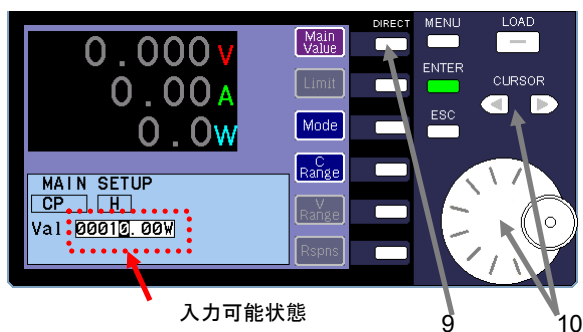 DIRECT MENU LOAD
0.000V
Main Value
0.00A
Limit
ENTER
CURSOR
0.0W
Mode
ESC
C Range
MAIN SETUP
CP H
V Range
Val 00010.00W
Rspns
入力可能状態
9 10